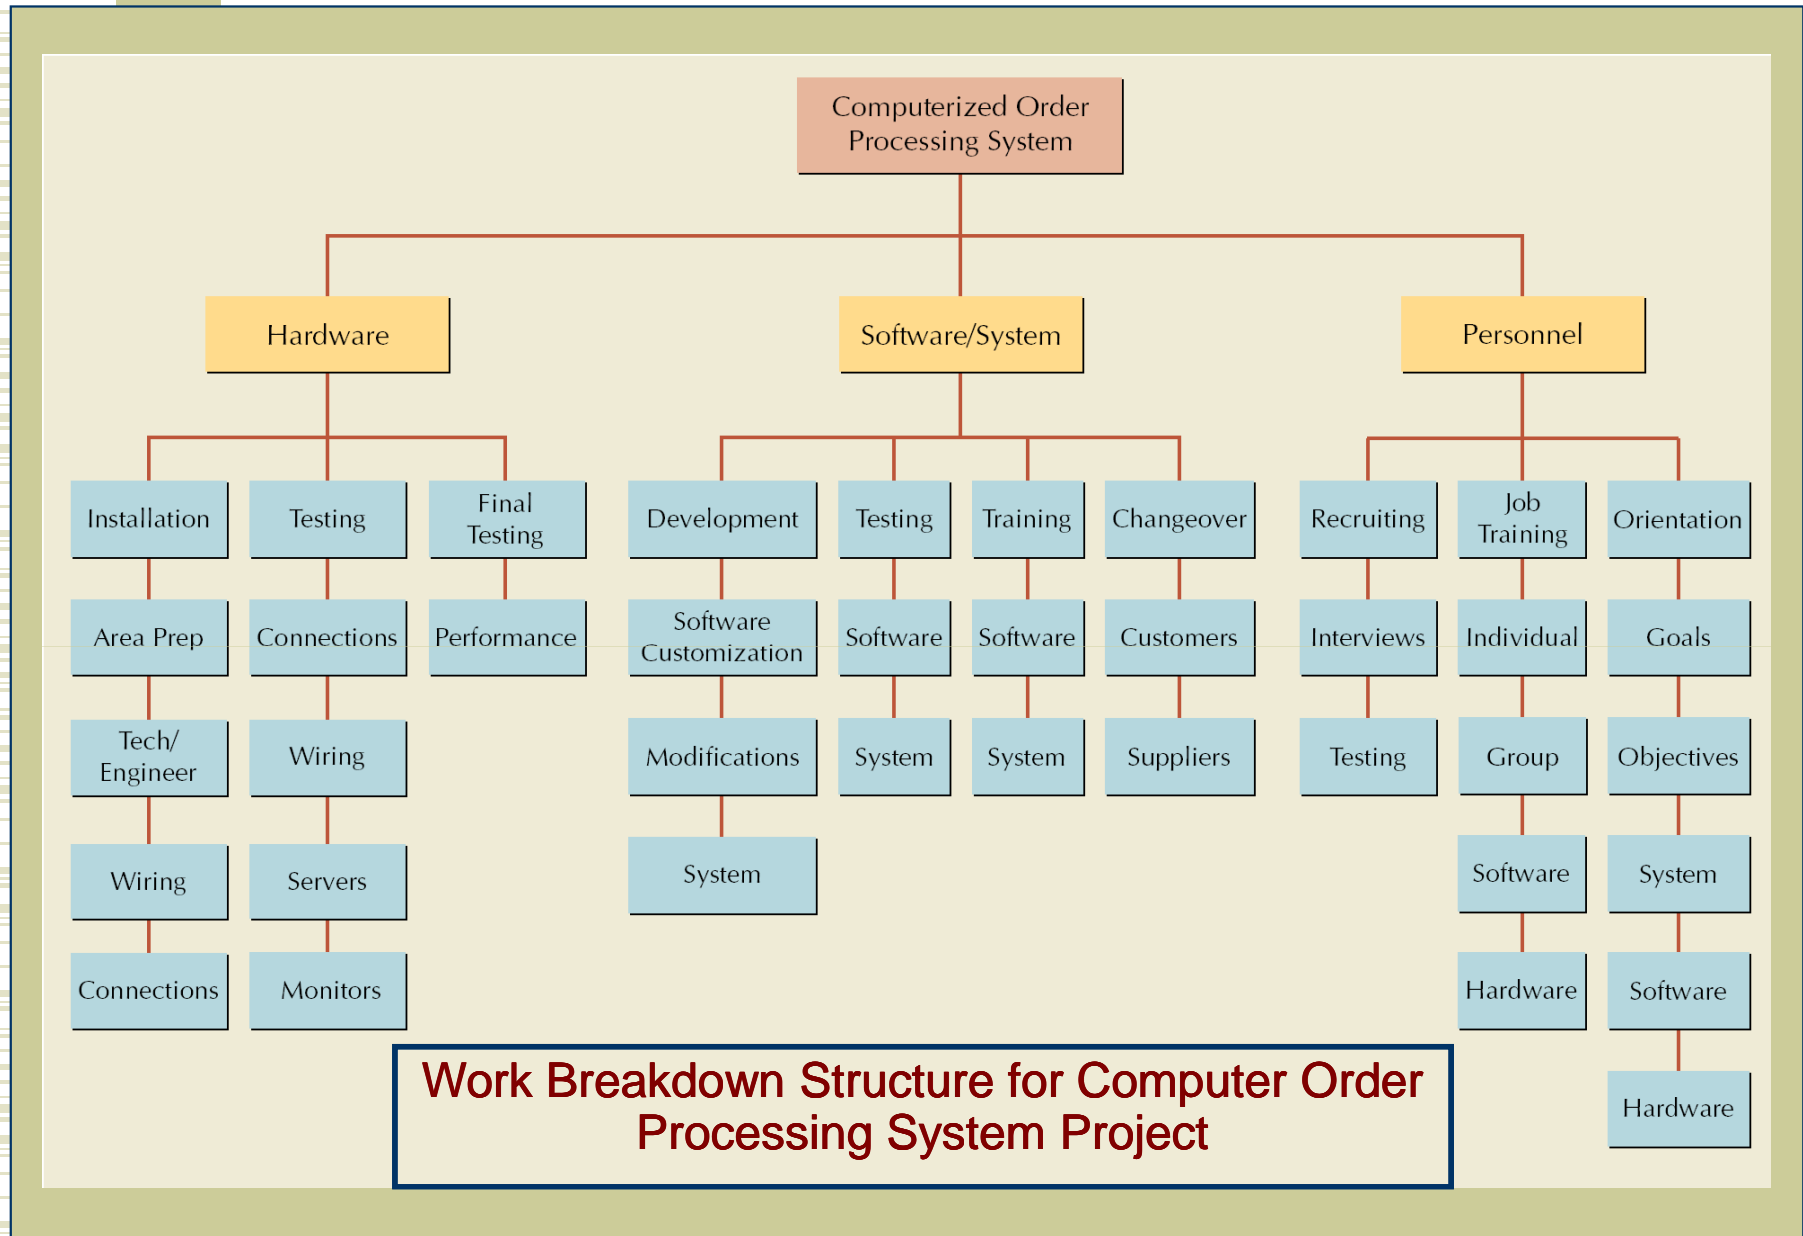 Computerized Order
Processing System
Hardware
Software/System
Personnel
Installation
Testing
Final
Testing
Development
Testing
Training
Changeover
Recruiting
Job
Training
Orientation
Area Prep
Connections
Performance
Software
Customization
Software
Software
Customers
Interviews
Individual
Goals
Tech/
Engineer
Wiring
Modifications
System
System
Suppliers
Testing
Group
Objectives
Wiring
Servers
System
Software
System
Connections
Monitors
Hardware
Software
Hardware
Work Breakdown Structure for Computer Order
Processing System Project